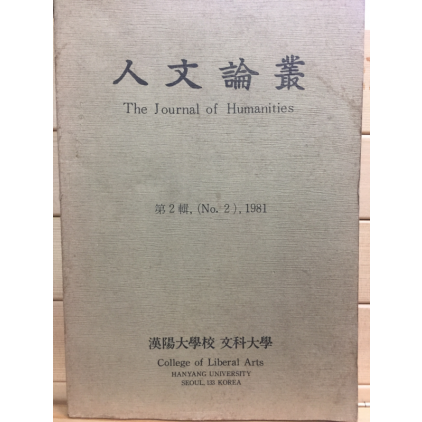 人文論叢
The Journal of Humanities
第2輯, (No. 2), 1981
漢陽大學校 文科大學
College of Liberal Arts
HANYANG UNIVERSITY
SEOUL, 133 KOREA